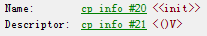 Name: cp info #20 <<init>>
Descriptor: cp info #21 <()V>